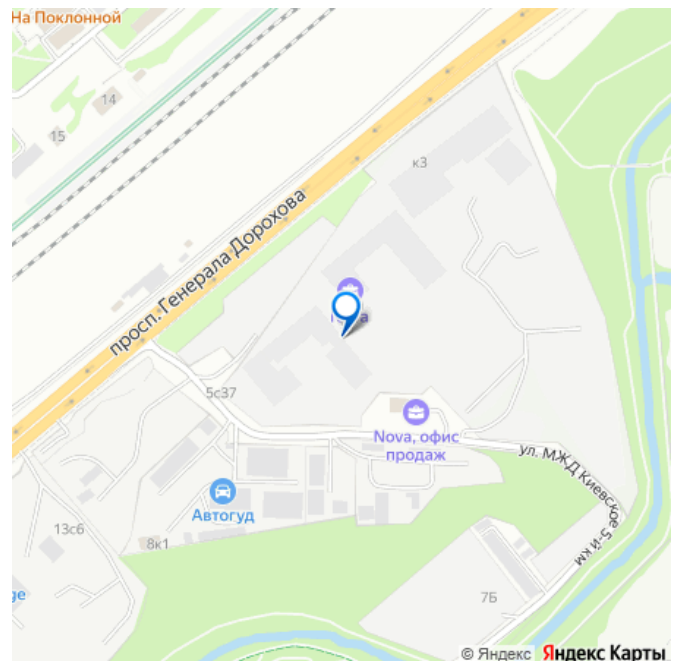 На Поклонной
14
15
к3
просп. Генерала Дорохова
5с37
Nova, офис
продаж
ул. МЖД Киевское 5-й км
Автогуд
13с6
8к1
7Б
© Яндекс Яндекс Карты